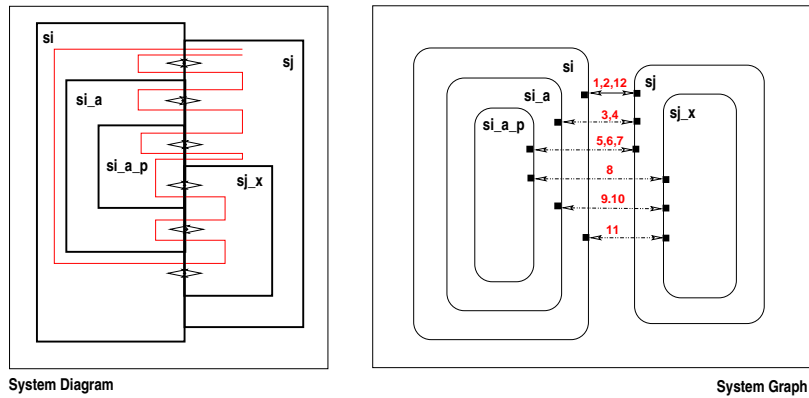 si
sj
si_a
si_a_p
sj_x
System Diagram
si
sj
1,2,12
si_a
sj_x
3,4
si_a_p
5,6,7
8
9.10
11
System Graph